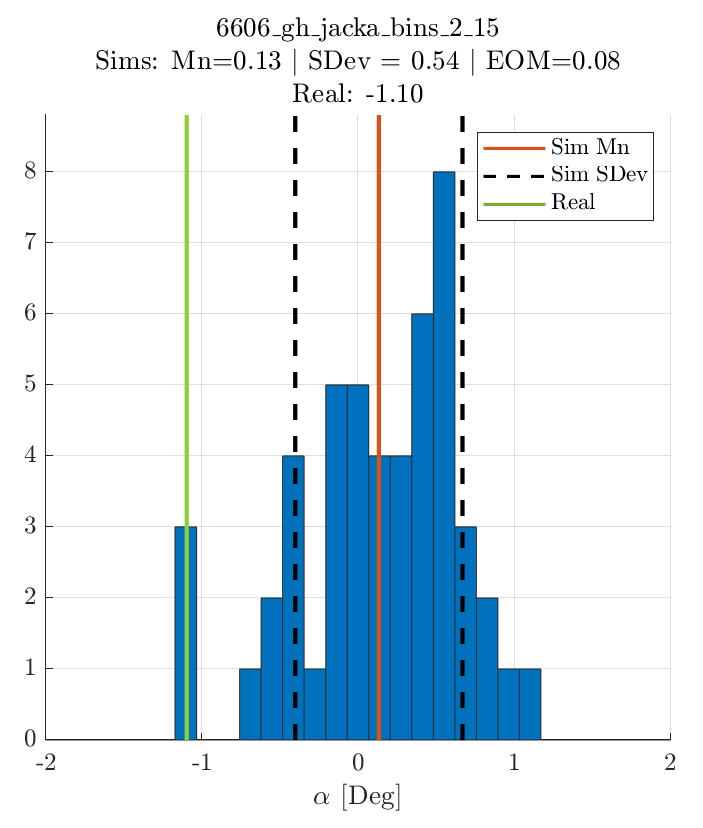 6606_gh_jacka_bins_2_15
Sims: Mn=0.13 | SDev = 0.54 | EOM=0.08
Real: -1.10
Sim Mn
Sim SDev
Real
8
7
6
5
4
3
2
1
0
-2 -1 0 1 2
α [Deg]